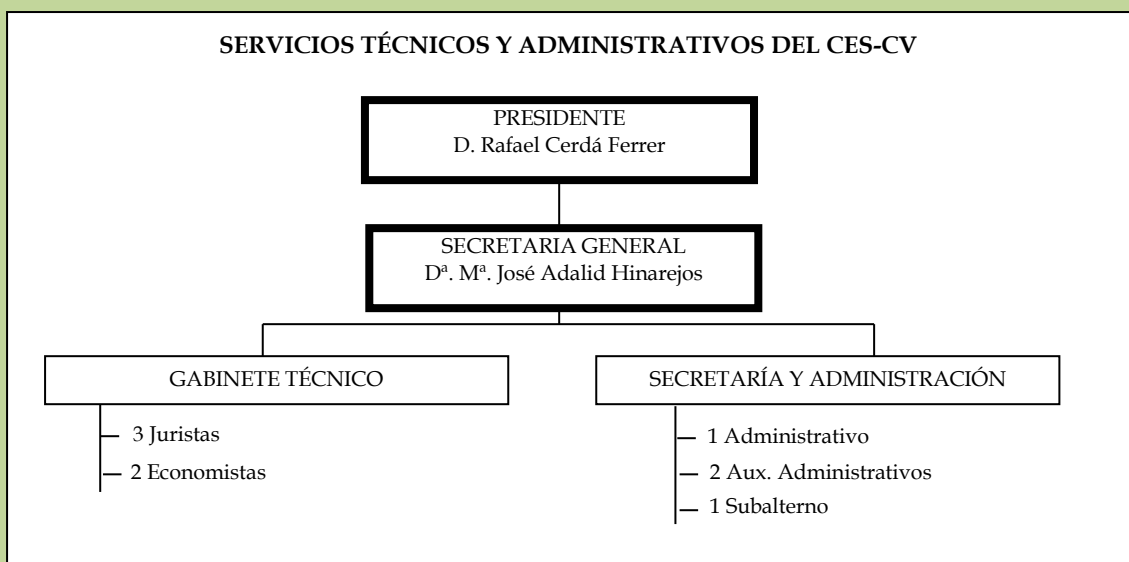 SERVICIOS TÉCNICOS Y ADMINISTRATIVOS DEL CES-CV
PRESIDENTE
D. Rafael Cerdá Ferrer
SECRETARIA GENERAL
Dª. Mª. José Adalid Hinarejos
GABINETE TÉCNICO
3 Juristas
2 Economistas
SECRETARÍA Y ADMINISTRACIÓN
1 Administrativo
2 Aux. Administrativos
1 Subalterno